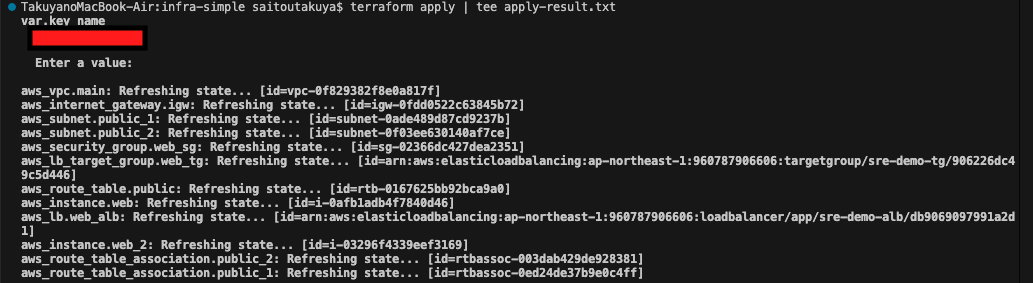 TakuyanoMacBook-Air:infra-simple saitoutakuya$ terraform apply | tee apply-result.txt
var.key_name
Enter a value:
aws_vpc.main: Refreshing state... [id=vpc-0f829382f8e0a817f]
aws_internet_gateway.igw: Refreshing state... [id=igw-0fdd0522c63845b72]
aws_subnet.public_1: Refreshing state... [id=subnet-0ade489d87cd9237b]
aws_subnet.public_2: Refreshing state... [id=subnet-0f03ee630140af7ce]
aws_security_group.web_sg: Refreshing state... [id=sg-02366dc427dea2351]
aws_lb_target_group.web_tg: Refreshing state... [id=arn:aws:elasticloadbalancing:ap-northeast-1:960787906606:targetgroup/sre-demo-tg/906226dc4
9c5d446]
aws_route_table.public: Refreshing state... [id=rtb-0167625bb92bca9a0]
aws_instance.web: Refreshing state... [id=i-0afb1adb4f7840d46]
aws_lb.web_alb: Refreshing state... [id=arn:aws:elasticloadbalancing:ap-northeast-1:960787906606:loadbalancer/app/sre-demo-alb/db9069097991a2d
1]
aws_instance.web_2: Refreshing state... [id=i-03296f4339eef3169]
aws_route_table_association.public_2: Refreshing state... [id=rtbassoc-003dab429de928381]
aws_route_table_association.public_1: Refreshing state... [id=rtbassoc-0ed24de37b9e0c4ff]